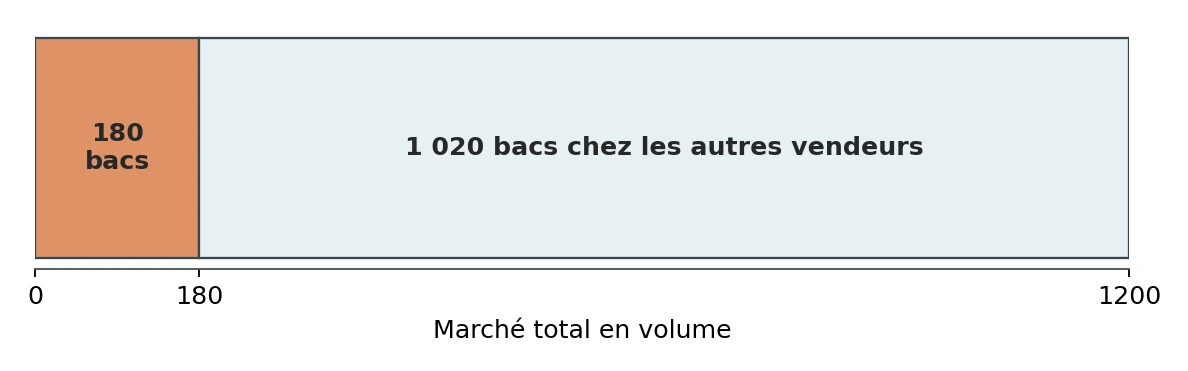 180
bacs
1 020 bacs chez les autres vendeurs
0 180 1200
Marché total en volume